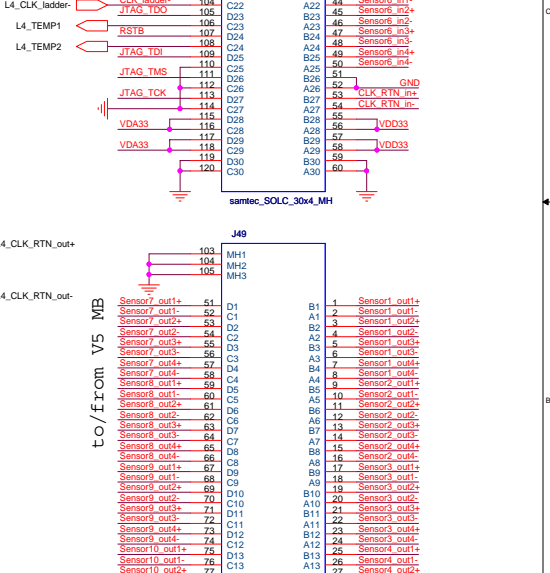 L4_CLK_ladder- CLK_ladder- 104 C22 A22 44 Sensor6_in1- C
JTAG_TDO 105 D23 B23 45 Sensor6_in2+
L4_TEMP1 106 C23 A23 46 Sensor6_in2-
RSTB 107 D24 B24 47 Sensor6_in3+
L4_TEMP2 108 C24 A24 48 Sensor6_in3-
JTAG_TDI 109 D25 B25 49 Sensor6_in4+
110 C25 A25 50 Sensor6_in4-
JTAG_TMS 111 D26 B26 51
112 C26 A26 52 GND
JTAG_TCK 113 D27 B27 53 CLK_RTN_in+
114 C27 A27 54 CLK_RTN_in-
115 D28 B28 55
VDA33 116 C28 A28 56 VDD33
117 D29 B29 57
VDA33 118 C29 A29 58 VDD33
119 D30 B30 59
120 C30 A30 60
samtec_SOLC_30x4_MH
J49
L4_CLK_RTN_out+
103 MH1
104 MH2
105 MH3
L4_CLK_RTN_out-
to/from V5 MB
Sensor7_out1+ 51 D1 B1 1 Sensor1_out1+
Sensor7_out1- 52 C1 A1 2 Sensor1_out1-
Sensor7_out2+ 53 D2 B2 3 Sensor1_out2+
Sensor7_out2- 54 C2 A2 4 Sensor1_out2-
Sensor7_out3+ 55 D3 B3 5 Sensor1_out3+
Sensor7_out3- 56 C3 A3 6 Sensor1_out3-
Sensor7_out4+ 57 D4 B4 7 Sensor1_out4+
Sensor7_out4- 58 C4 A4 8 Sensor1_out4-
Sensor8_out1+ 59 D5 B5 9 Sensor2_out1+
Sensor8_out1- 60 C5 A5 10 Sensor2_out1- B
Sensor8_out2+ 61 D6 B6 11 Sensor2_out2+
Sensor8_out2- 62 C6 A6 12 Sensor2_out2-
Sensor8_out3+ 63 D7 B7 13 Sensor2_out3+
Sensor8_out3- 64 C7 A7 14 Sensor2_out3-
Sensor8_out4+ 65 D8 B8 15 Sensor2_out4+
Sensor8_out4- 66 C8 A8 16 Sensor2_out4-
Sensor9_out1+ 67 D9 B9 17 Sensor3_out1+
Sensor9_out1- 68 C9 A9 18 Sensor3_out1-
Sensor9_out2+ 69 D10 B10 19 Sensor3_out2+
Sensor9_out2- 70 C10 A10 20 Sensor3_out2-
Sensor9_out3+ 71 D11 B11 21 Sensor3_out3+
Sensor9_out3- 72 C11 A11 22 Sensor3_out3-
Sensor9_out4+ 73 D12 B12 23 Sensor3_out4+
Sensor9_out4- 74 C12 A12 24 Sensor3_out4-
Sensor10_out1+ 75 D13 B13 25 Sensor4_out1+
Sensor10_out1- 76 C13 A13 26 Sensor4_out1-
Sensor10_out2+ 77 27 Sensor4_out2+